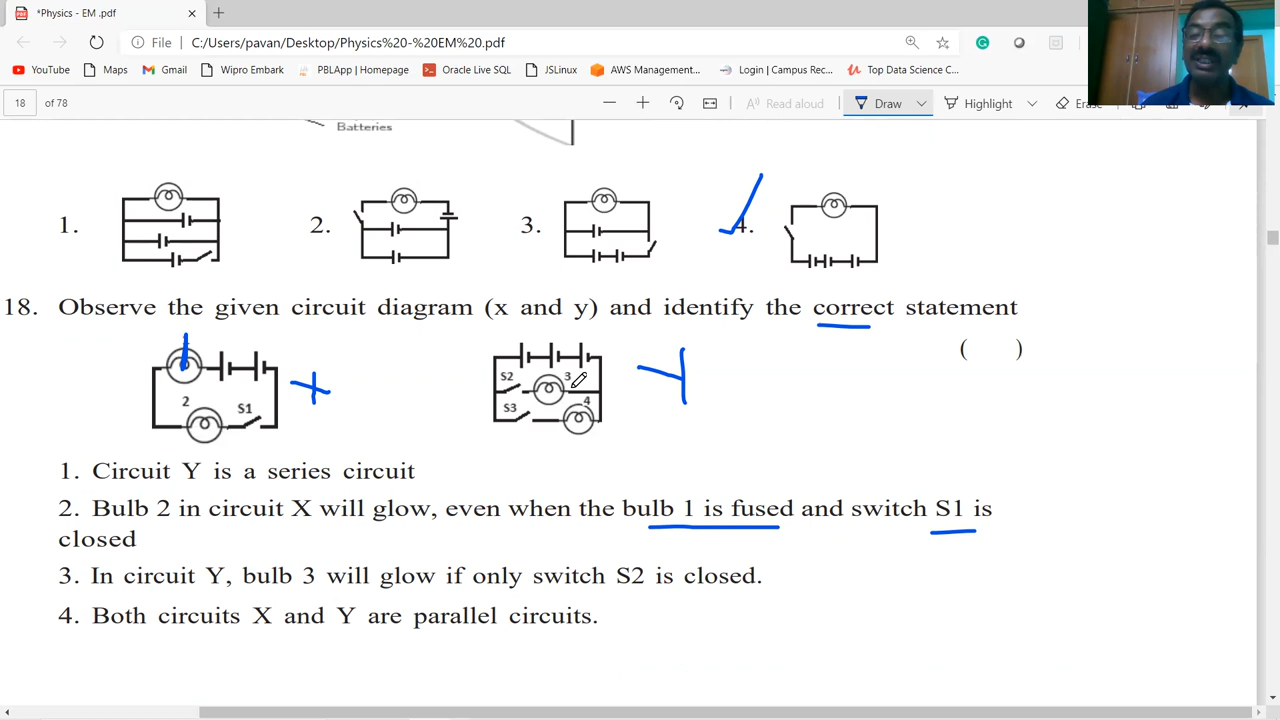 *Physics - EM .pdf
File C:/Users/pavan/Desktop/Physics%20-%20EM%20.pdf
YouTube Maps Gmail Wipro Embark PBLApp | Homepage Oracle Live SQL JSLinux AWS Management... Login | Campus Rec... Top Data Science C...
18 of 78 Read aloud Draw Highlight
Batteries
1. 2. 3. 4.
18. Observe the given circuit diagram (x and y) and identify the correct statement
( )
2 S1
S2 3
S3 4
1. Circuit Y is a series circuit
2. Bulb 2 in circuit X will glow, even when the bulb 1 is fused and switch S1 is
closed
3. In circuit Y, bulb 3 will glow if only switch S2 is closed.
4. Both circuits X and Y are parallel circuits.